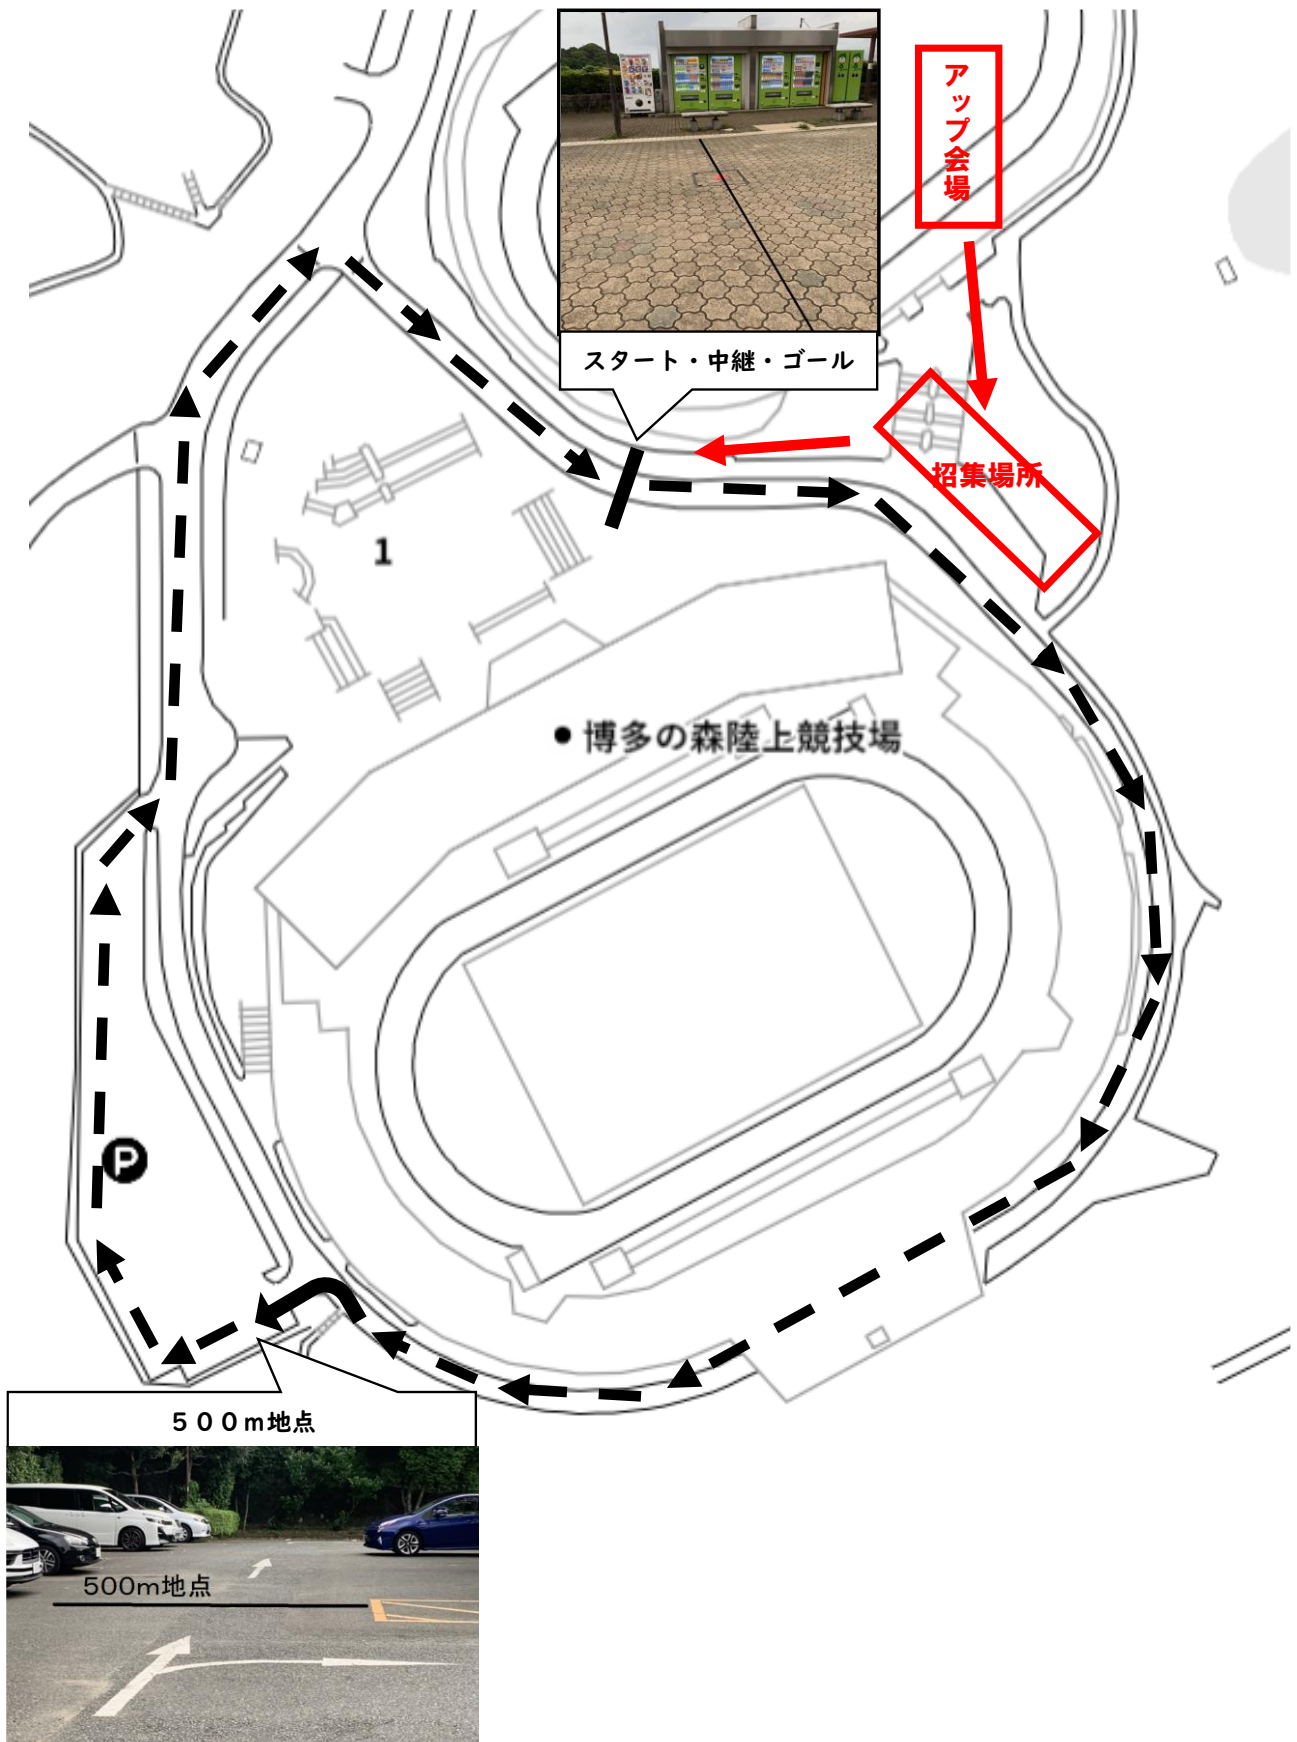 アップ会場
スタート・中継・ゴール
招集場所
1
博多の森陸上競技場
P
５００ｍ地点
500m地点